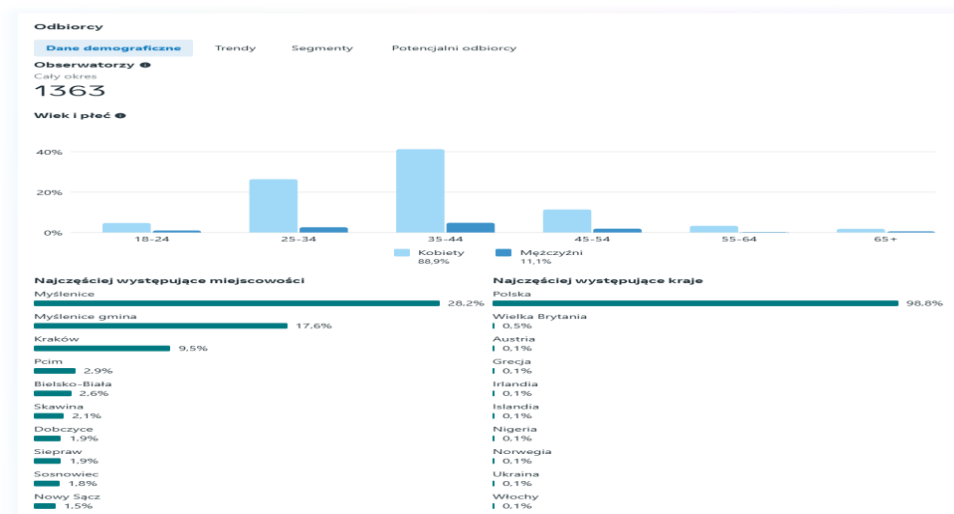 Odbiorcy
Dane demograficzne Trendy Segmenty Potencjalni odbiorcy
Obserwatorzy
Cały okres
1363
Wiek i płeć
40%
20%
0%
18-24 25-34 35-44 45-54 55-64 65+
Kobiety Mężczyźni
88,9% 11,1%
Najczęściej występujące miejscowości
Myślenice
28,2%
Myślenice gmina
17,6%
Kraków
9,5%
Pcim
2,9%
Bielsko-Biała
2,6%
Skawina
2,1%
Dobczyce
1,9%
Siepraw
1,9%
Sosnowiec
1,8%
Nowy Sącz
1,5%
Najczęściej występujące kraje
Polska
98,8%
Wielka Brytania
0,5%
Austria
0,1%
Grecja
0,1%
Irlandia
0,1%
Islandia
0,1%
Nigeria
0,1%
Norwegia
0,1%
Ukraina
0,1%
Włochy
0,1%